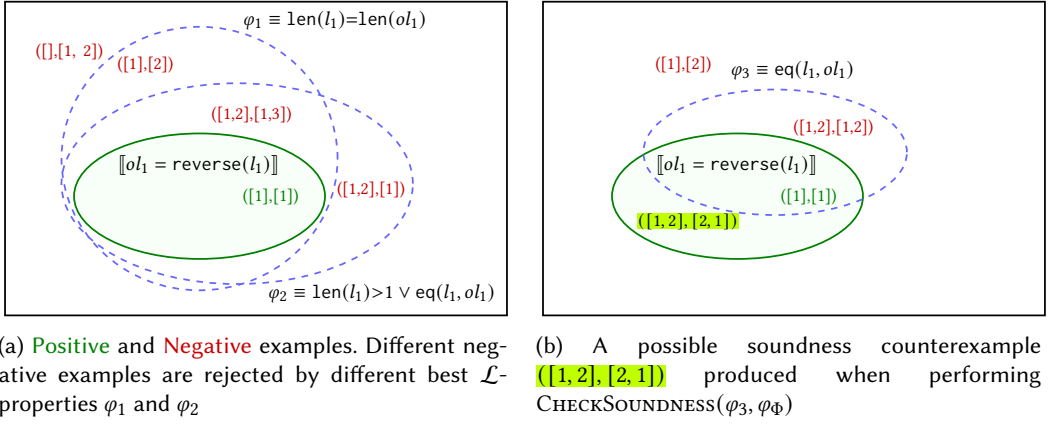 φ₁ ≡ len(l₁)=len(ol₁)
([],[1, 2])
([1],[2])
([1,2],[1,3])
⟦ol₁ = reverse(l₁)⟧
([1,2],[1])
([1],[1])
φ₂ ≡ len(l₁)>1 ∨ eq(l₁, ol₁)
(a) Positive and Negative examples. Different neg-
ative examples are rejected by different best ℒ-
properties φ₁ and φ₂
([1],[2])
φ₃ ≡ eq(l₁, ol₁)
([1,2],[1,2])
⟦ol₁ = reverse(l₁)⟧
([1],[1])
([1, 2], [2, 1])
(b) A possible soundness counterexample
([1, 2], [2, 1]) produced when performing
CheckSoundness(φ₃, φ_Φ)